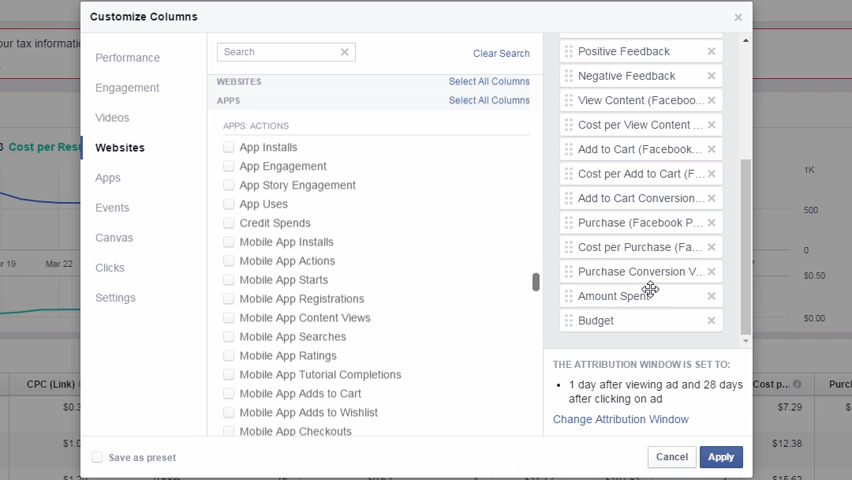 Customize Columns
our tax informati
Performance
Engagement
Videos
Websites
Apps
Events
Canvas
Clicks
Settings
Search
Clear Search
WEBSITES Select All Columns
APPS Select All Columns
APPS: ACTIONS
App Installs
App Engagement
App Story Engagement
App Uses
Credit Spends
Mobile App Installs
Mobile App Actions
Mobile App Starts
Mobile App Registrations
Mobile App Content Views
Mobile App Searches
Mobile App Ratings
Mobile App Tutorial Completions
Mobile App Adds to Cart
Mobile App Adds to Wishlist
Mobile App Checkouts
Positive Feedback
Negative Feedback
View Content (Faceboo...
Cost per View Content ...
Add to Cart (Facebook...
Cost per Add to Cart (F...
Add to Cart Conversion...
Purchase (Facebook P...
Cost per Purchase (Fa...
Purchase Conversion V...
Amount Spent
Budget
THE ATTRIBUTION WINDOW IS SET TO:
1 day after viewing ad and 28 days
after clicking on ad
Change Attribution Window
Save as preset
Cancel
Apply
Cost per Res
ar 19 Mar 22
1K
500
0
$0.50
$0.00
CPC (Link)
$0.3
$1.0
Cost p...
Purc
$7.29
$12.38